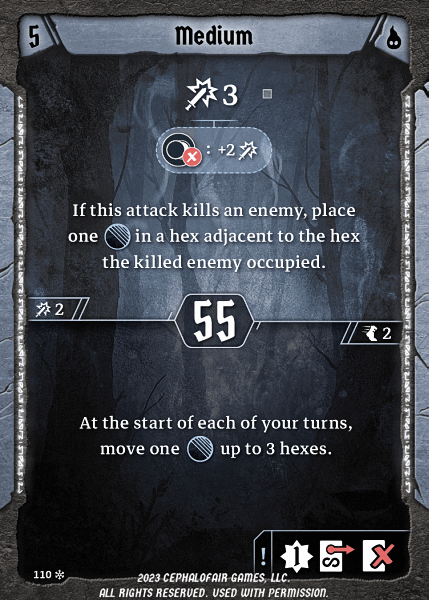 5
Medium
3
: +2
If this attack kills an enemy, place
one in a hex adjacent to the hex
the killed enemy occupied.
2
55
2
At the start of each of your turns,
move one up to 3 hexes.
! 1
110
2023 CEPHALOFAIR GAMES, LLC.
ALL RIGHTS RESERVED. USED WITH PERMISSION.